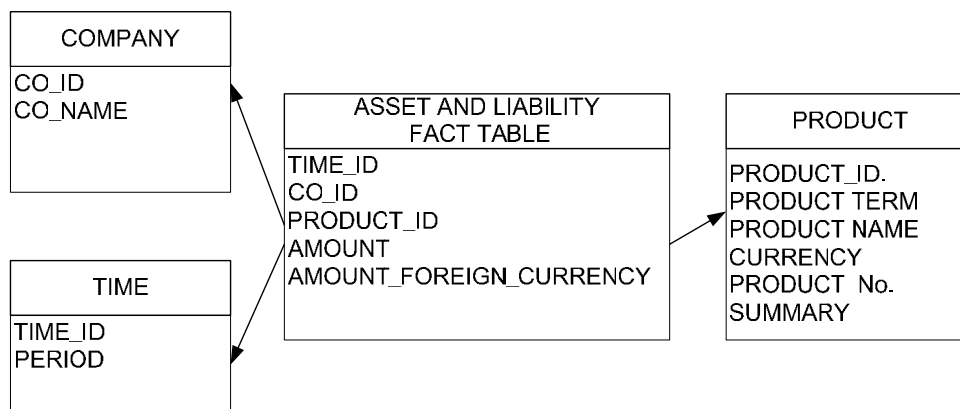 COMPANY
CO_ID
CO_NAME
ASSET AND LIABILITY
FACT TABLE
TIME_ID
CO_ID
PRODUCT_ID
AMOUNT
AMOUNT_FOREIGN_CURRENCY
PRODUCT
PRODUCT_ID.
PRODUCT TERM
PRODUCT NAME
CURRENCY
PRODUCT No.
SUMMARY
TIME
TIME_ID
PERIOD